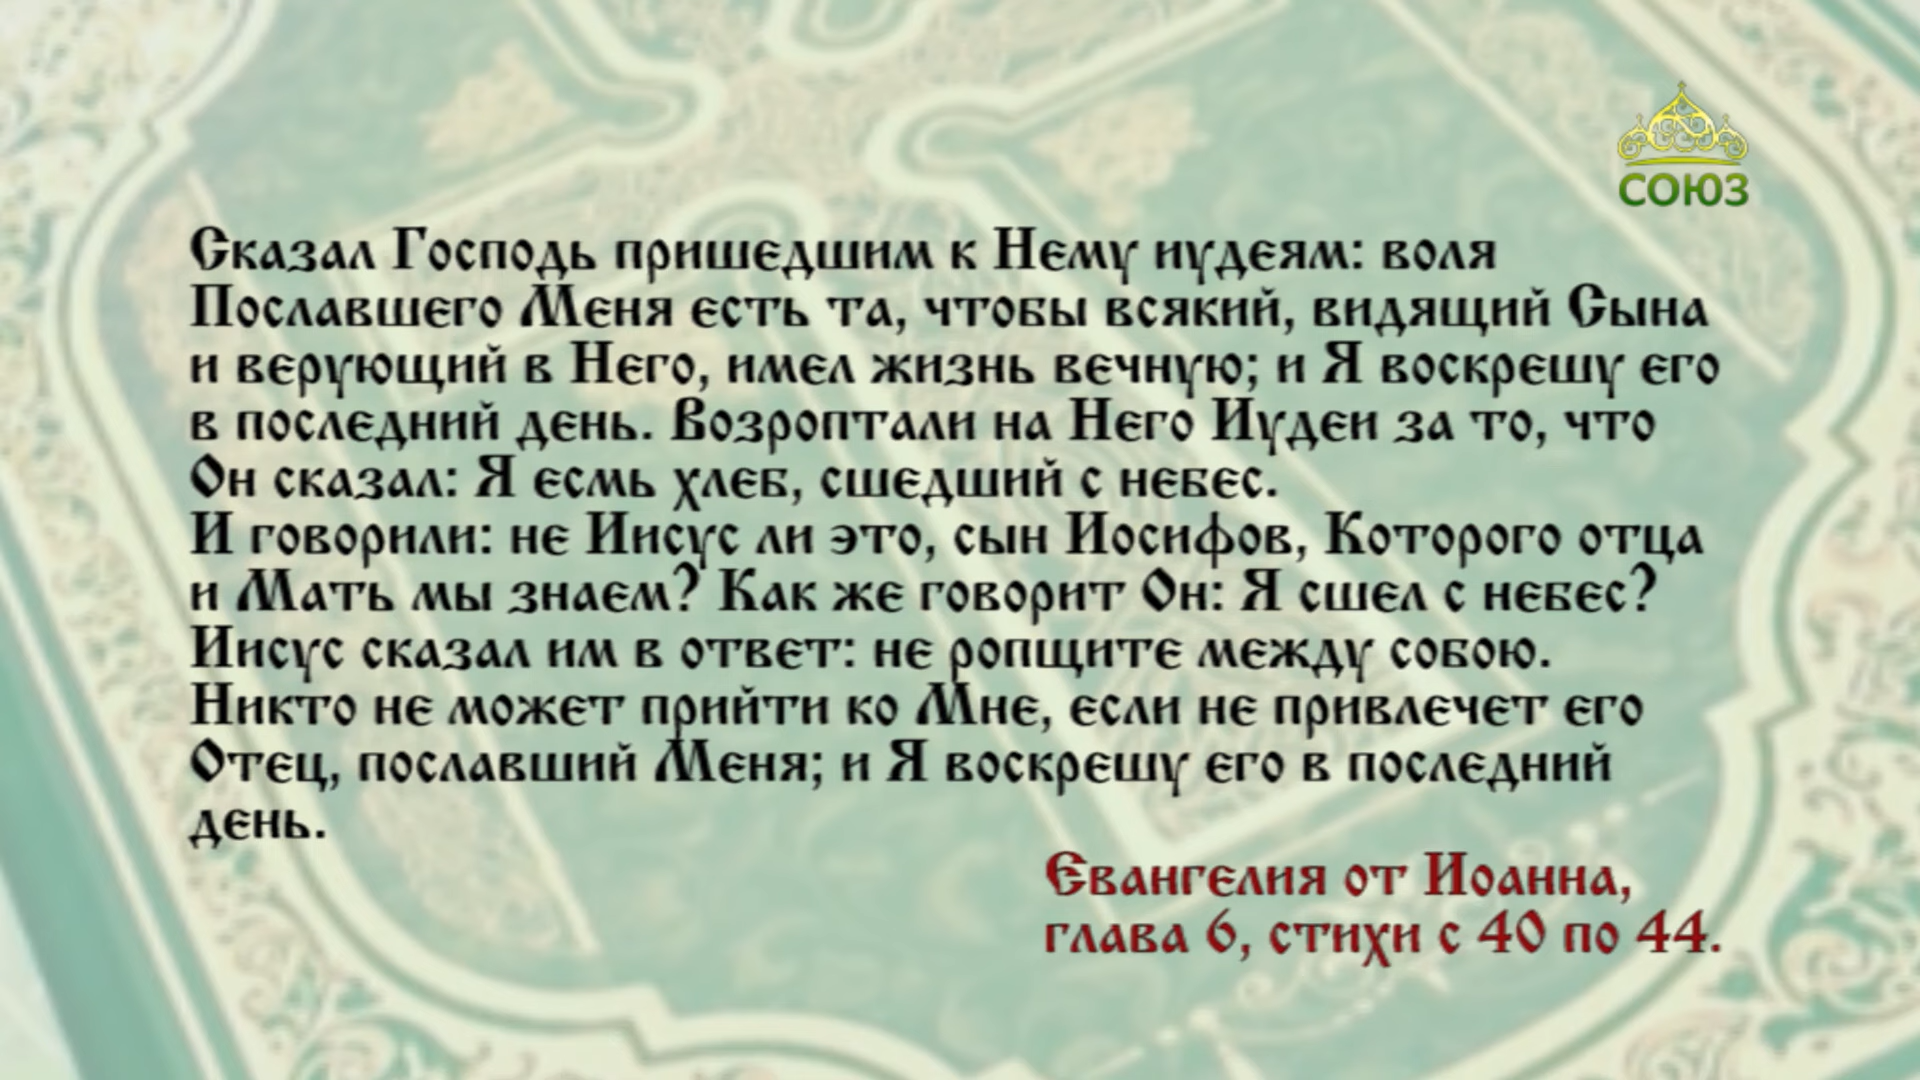 СОЮЗ
Сказал Господь пришедшим к Нему иудеям: воля
Пославшего Меня есть та, чтобы всякий, видящий Сына
и верующий в Него, имел жизнь вечную; и Я воскрешу его
в последний день. Возроптали на Него Иудеи за то, что
Он сказал: Я есмь хлеб, сшедший с небес.
И говорили: не Иисус ли это, сын Иосифов, Которого отца
и Мать мы знаем? Как же говорит Он: Я сшел с небес?
Иисус сказал им в ответ: не ропщите между собою.
Никто не может прийти ко Мне, если не привлечет его
Отец, пославший Меня; и Я воскрешу его в последний
день.
Евангелия от Иоанна,
глава 6, стихи с 40 по 44.